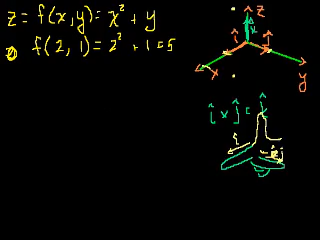 z = f(x,y) = x² + y
f(2,1) = 2² + 1 = 5
z
k
i
j
x
y
î × ĵ = k̂
i
j